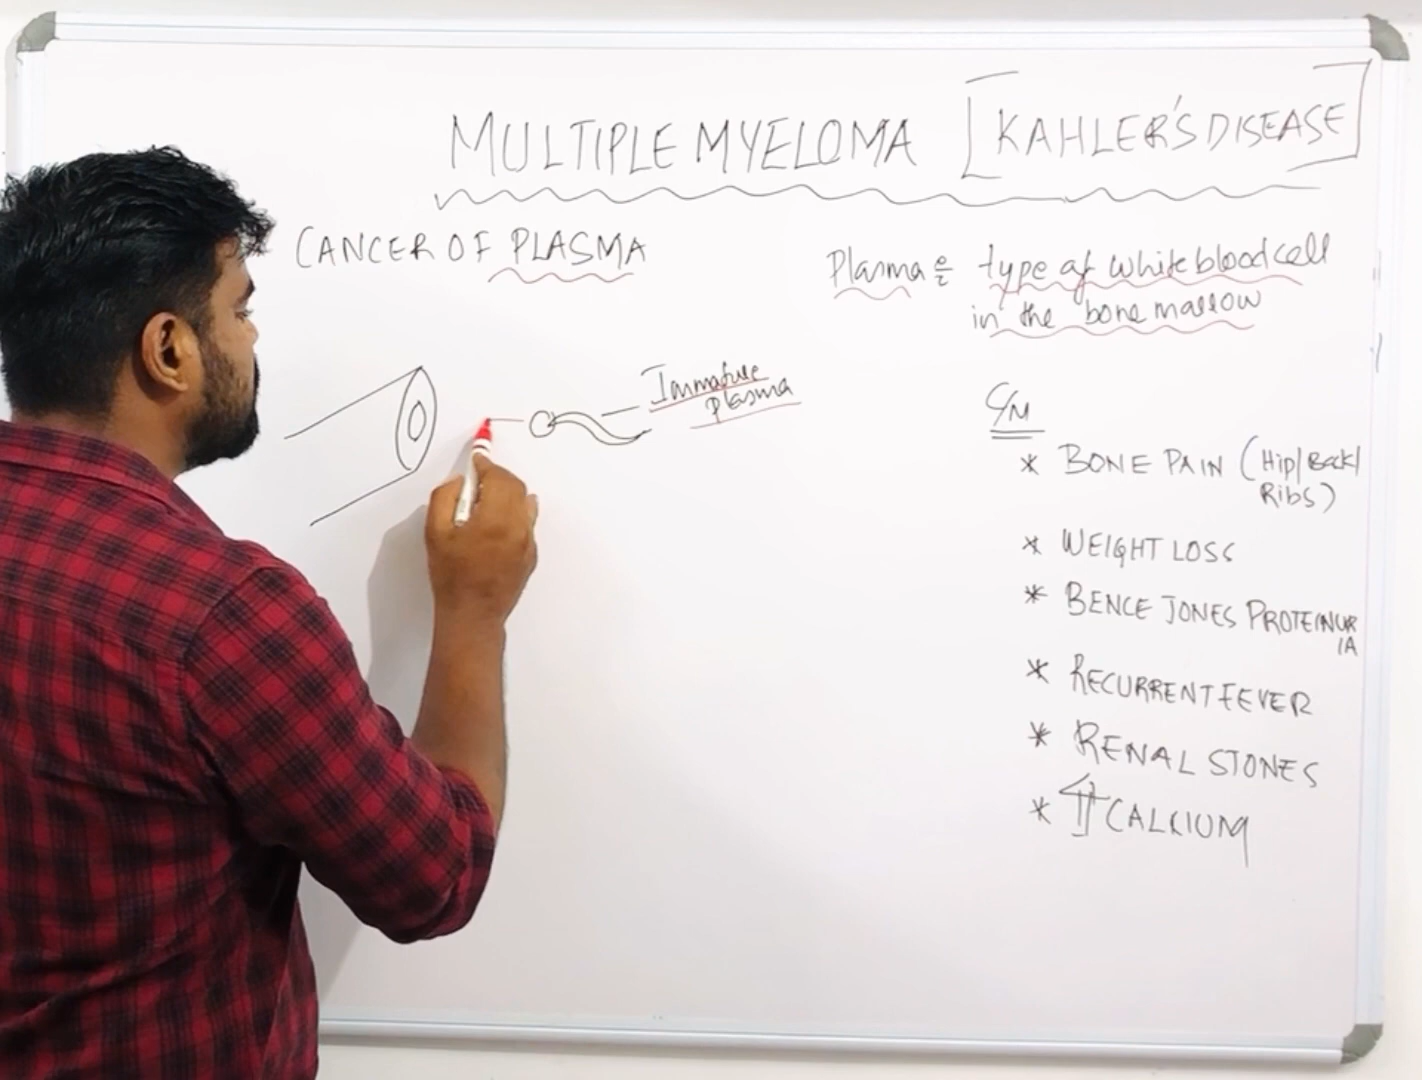 MULTIPLE MYELOMA [KAHLER'S DISEASE]
CANCER OF PLASMA
Plasma c̄ type of white blood cell
in the bone marrow
Immature
Plasma
C/M
* BONE PAIN (Hip/Back/
Ribs)
* WEIGHT LOSS
* BENCE JONES PROTEINUR
IA
* RECURRENT FEVER
* RENAL STONES
* ⇑ CALCIUM